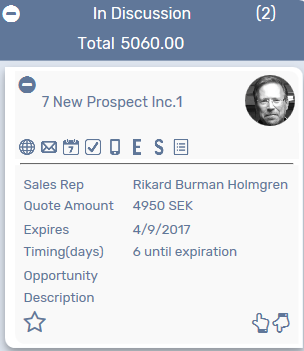 In Discussion (2)
Total 5060.00
7 New Prospect Inc.1
7 E S
Sales Rep Rikard Burman Holmgren
Quote Amount 4950 SEK
Expires 4/9/2017
Timing(days) 6 until expiration
Opportunity
Description